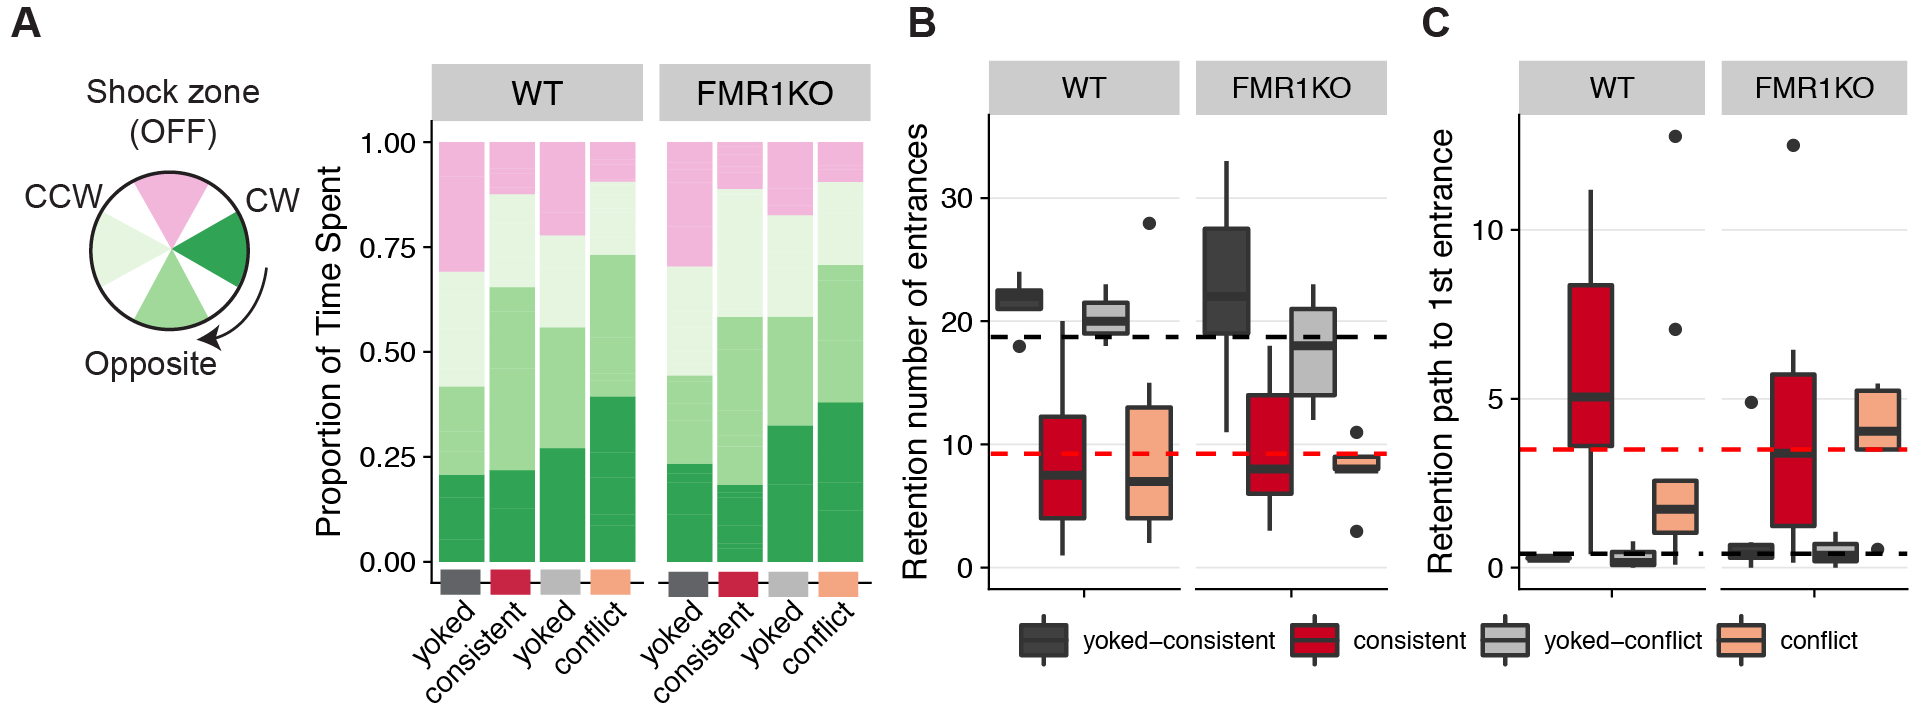 A
B
C
Shock zone
(OFF)
CCW
CW
Opposite
WT
FMR1KO
Proportion of Time Spent
1.00
0.75
0.50
0.25
0.00
yoked
consistent
yoked
conflict
yoked
consistent
yoked
conflict
WT
FMR1KO
Retention number of entrances
30
20
10
0
WT
FMR1KO
Retention path to 1st entrance
10
5
0
yoked–consistent
consistent
yoked–conflict
conflict